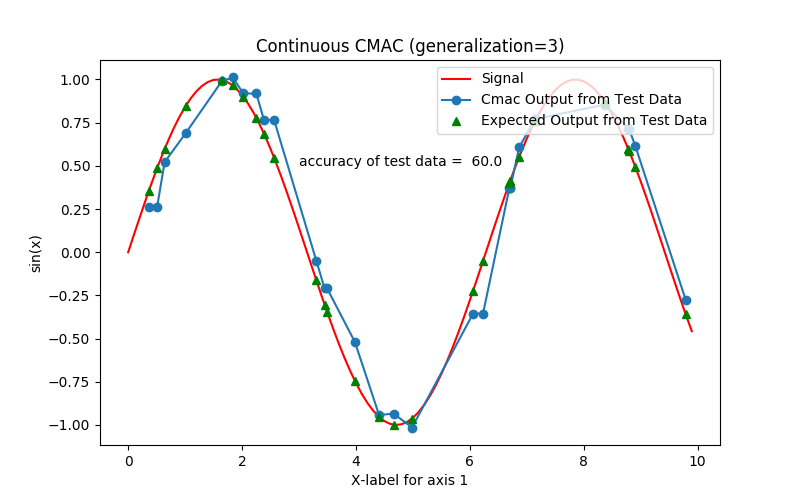 Continuous CMAC (generalization=3)
Signal
Cmac Output from Test Data
Expected Output from Test Data
accuracy of test data =  60.0
sin(x)
1.00
0.75
0.50
0.25
0.00
−0.25
−0.50
−0.75
−1.00
0 2 4 6 8 10
X-label for axis 1